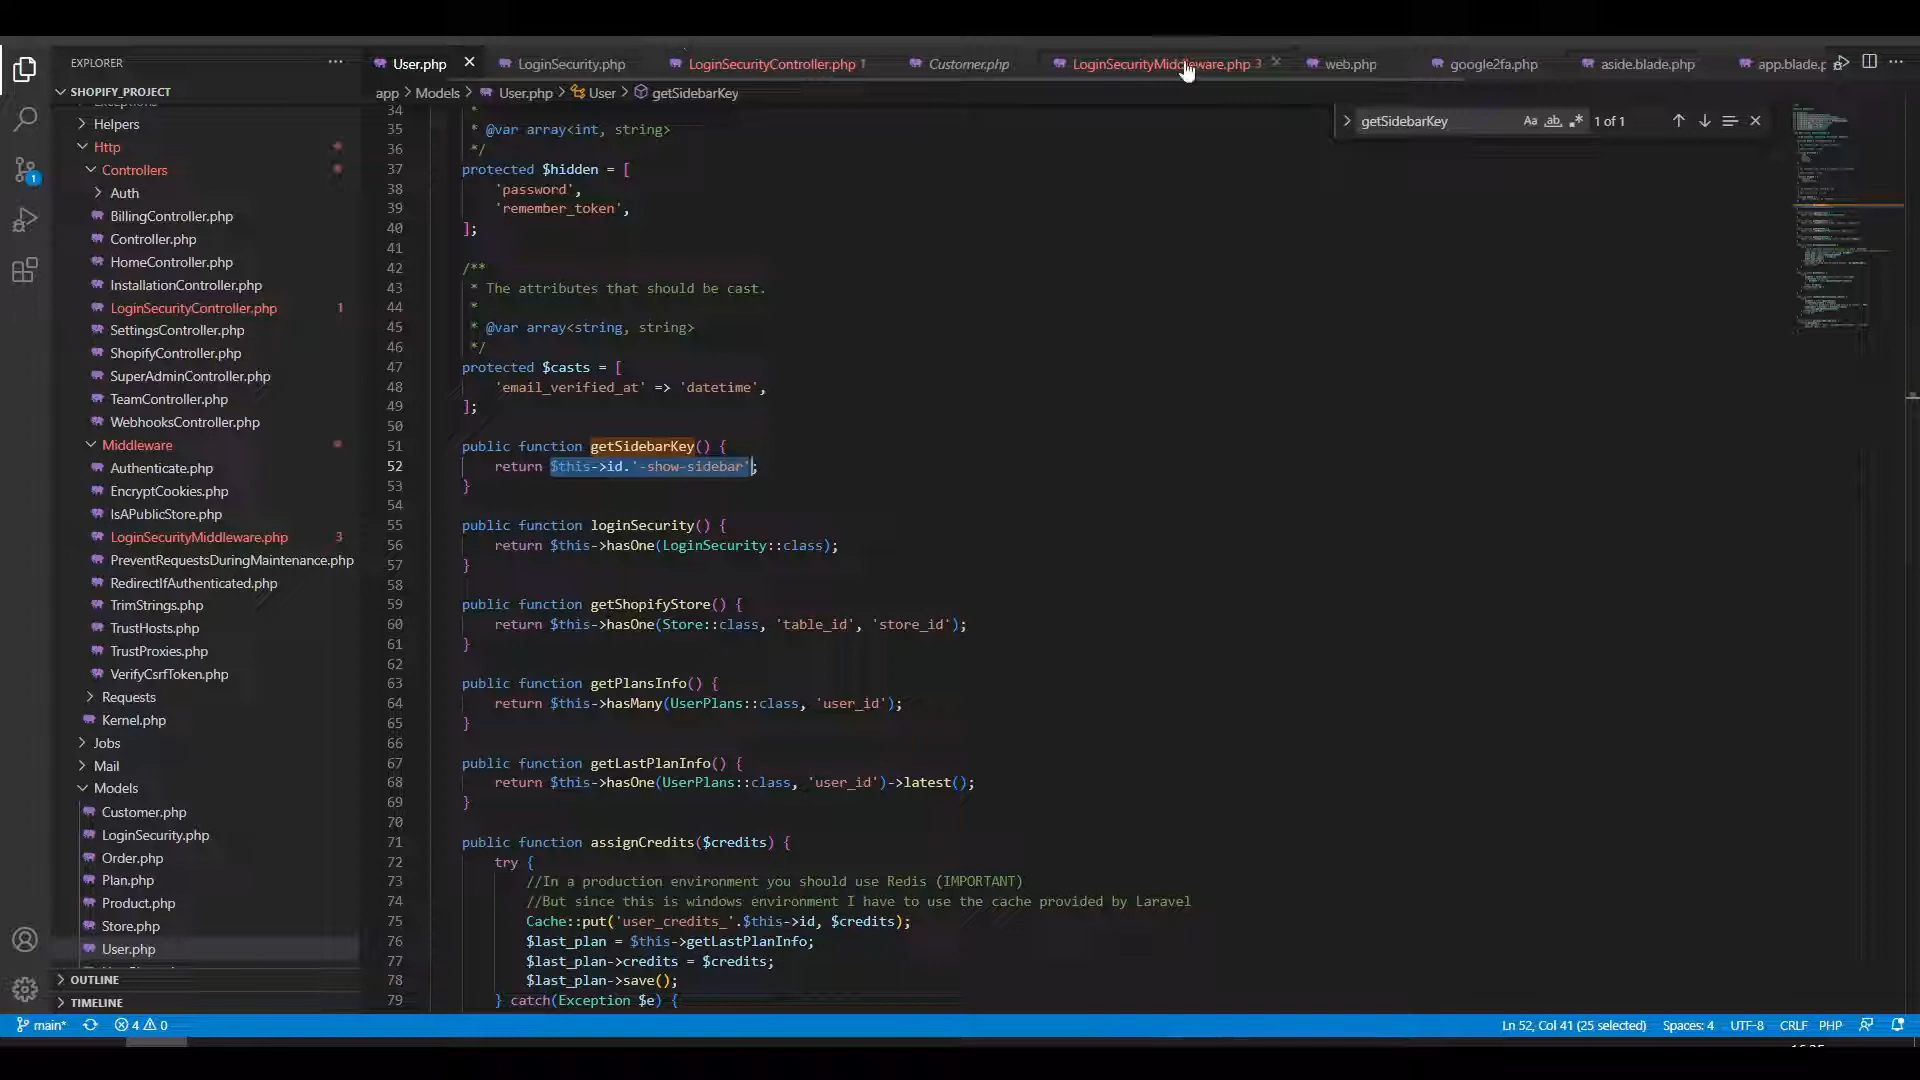 EXPLORER
User.php
LoginSecurity.php
LoginSecurityController.php 1
Customer.php
LoginSecurityMiddleware.php 3
web.php
google2fa.php
aside.blade.php
app.blade.p
SHOPIFY_PROJECT
app > Models > User.php > User > getSidebarKey
getSidebarKey
Aa
ab
1 of 1
Helpers
Http
Controllers
Auth
BillingController.php
Controller.php
HomeController.php
InstallationController.php
LoginSecurityController.php 1
SettingsController.php
ShopifyController.php
SuperAdminController.php
TeamController.php
WebhooksController.php
Middleware
Authenticate.php
EncryptCookies.php
IsAPublicStore.php
LoginSecurityMiddleware.php 3
PreventRequestsDuringMaintenance.php
RedirectIfAuthenticated.php
TrimStrings.php
TrustHosts.php
TrustProxies.php
VerifyCsrfToken.php
Requests
Kernel.php
Jobs
Mail
Models
Customer.php
LoginSecurity.php
Order.php
Plan.php
Product.php
Store.php
User.php
OUTLINE
TIMELINE
34 *
35 * @var array<int, string>
36 */
37 protected $hidden = [
38 'password',
39 'remember_token',
40 ];
41
42 /**
43 * The attributes that should be cast.
44 *
45 * @var array<string, string>
46 */
47 protected $casts = [
48 'email_verified_at' => 'datetime',
49 ];
50
51 public function getSidebarKey() {
52 return $this->id.'-show-sidebar';
53 }
54
55 public function loginSecurity() {
56 return $this->hasOne(LoginSecurity::class);
57 }
58
59 public function getShopifyStore() {
60 return $this->hasOne(Store::class, 'table_id', 'store_id');
61 }
62
63 public function getPlansInfo() {
64 return $this->hasMany(UserPlans::class, 'user_id');
65 }
66
67 public function getLastPlanInfo() {
68 return $this->hasOne(UserPlans::class, 'user_id')->latest();
69 }
70
71 public function assignCredits($credits) {
72 try {
73 //In a production environment you should use Redis (IMPORTANT)
74 //But since this is windows environment I have to use the cache provided by Laravel
75 Cache::put('user_credits_'.$this->id, $credits);
76 $last_plan = $this->getLastPlanInfo;
77 $last_plan->credits = $credits;
78 $last_plan->save();
79 } catch(Exception $e) {
1
main* 4 0
Ln 52, Col 41 (25 selected) Spaces: 4 UTF-8 CRLF PHP